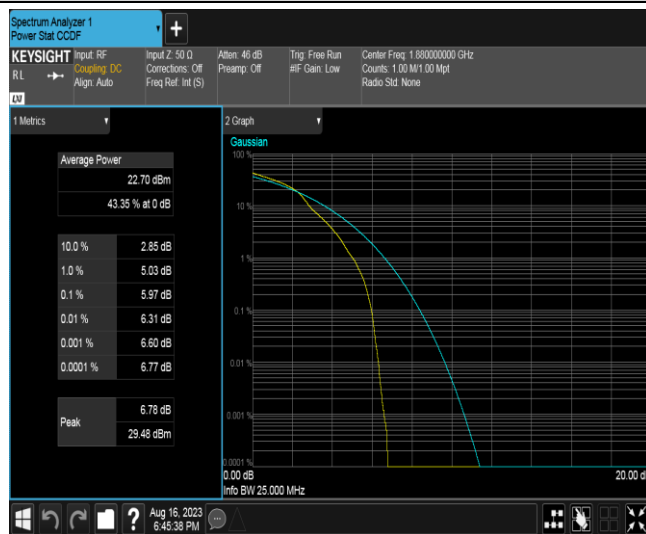 Spectrum Analyzer 1
Power Stat CCDF
+
KEYSIGHT
RL
Input: RF
Coupling: DC
Align: Auto
Input Z: 50 Ω
Corrections: Off
Freq Ref: Int (S)
Atten: 46 dB
Preamp: Off
Trig: Free Run
#IF Gain: Low
Center Freq: 1.880000000 GHz
Counts: 1.00 M/1.00 Mpt
Radio Std: None
LXI
1 Metrics
Average Power
22.70 dBm
43.35 % at 0 dB
10.0 % 2.85 dB
1.0 % 5.03 dB
0.1 % 5.97 dB
0.01 % 6.31 dB
0.001 % 6.60 dB
0.0001 % 6.77 dB
Peak
6.78 dB
29.48 dBm
2 Graph
Gaussian
100 %
10 %
1 %
0.1 %
0.01 %
0.001 %
0.0001 %
0.00 dB
20.00 d
Info BW 25.000 MHz
?
Aug 16, 2023
6:45:38 PM